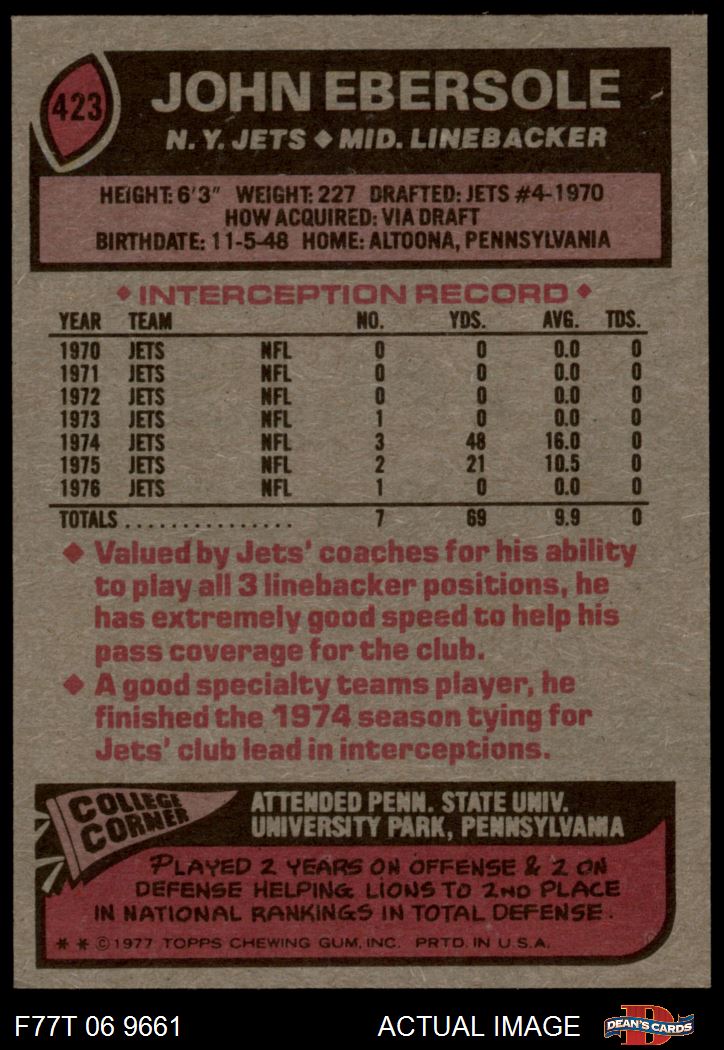 423
JOHN EBERSOLE
N.Y. JETS ◆ MID. LINEBACKER
HEIGHT: 6'3" WEIGHT: 227 DRAFTED: JETS #4-1970
HOW ACQUIRED: VIA DRAFT
BIRTHDATE: 11-5-48 HOME: ALTOONA, PENNSYLVANIA
◆ INTERCEPTION RECORD ◆
YEAR TEAM NO. YDS. AVG. TDS.
1970 JETS NFL 0 0 0.0 0
1971 JETS NFL 0 0 0.0 0
1972 JETS NFL 0 0 0.0 0
1973 JETS NFL 1 0 0.0 0
1974 JETS NFL 3 48 16.0 0
1975 JETS NFL 2 21 10.5 0
1976 JETS NFL 1 0 0.0 0
TOTALS ............... 7 69 9.9 0
◆ Valued by Jets' coaches for his ability
to play all 3 linebacker positions, he
has extremely good speed to help his
pass coverage for the club.
◆ A good specialty teams player, he
finished the 1974 season tying for
Jets' club lead in interceptions.
COLLEGE
CORNER
ATTENDED PENN. STATE UNIV.
UNIVERSITY PARK, PENNSYLVANIA
PLAYED 2 YEARS ON OFFENSE & 2 ON
DEFENSE HELPING LIONS TO 2ND PLACE
IN NATIONAL RANKINGS IN TOTAL DEFENSE.
* * © 1977 TOPPS CHEWING GUM, INC. PRTD. IN U.S.A.
F77T 06 9661 ACTUAL IMAGE
D
DEAN'S CARDS